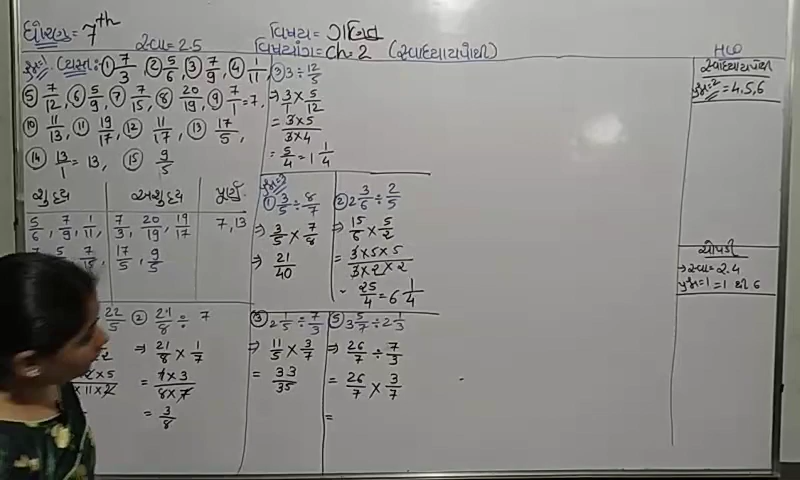 ધોરણ = 7th
વિષય = ગણિત
સ્વા = 2.5
વિષયાંગ = ch. 2 (સ્વાધ્યાયપોથી)
① 7/3, ② 5/6, ③ 7/9, ④ 1/11,
⑤ 7/12, ⑥ 5/9, ⑦ 7/15, ⑧ 20/19, ⑨ 7/1 = 7,
⑩ 11/13, ⑪ 19/17, ⑫ 11/17, ⑬ 17/5,
⑭ 13/1 = 13, ⑮ 9/5
શુદ્ધ અશુદ્ધ પૂર્ણ
5/6, 7/9, 1/11, 7/3, 20/19, 19/17 7, 13
17/5, 9/5
22/5
② 21/8 ÷ 7
⇒ 21/8 × 1/7
= 7×3/8×7
= 3/8
③ 3 ÷ 12/5
⇒ 3/1 × 5/12
= 3×5/3×4
= 5/4 = 1 1/4
① 3/5 ÷ 8/7
⇒ 3/5 × 7/8
⇒ 21/40
② 2 3/6 ÷ 2/5
⇒ 15/6 × 5/2
= 3×5×5/3×2×2
= 25/4 = 6 1/4
③ 2 1/5 ÷ 7/3
⇒ 11/5 × 3/7
= 33/35
⑤ 3 5/7 ÷ 2 1/3
⇒ 26/7 ÷ 7/3
= 26/7 × 3/7
=
H.W
સ્વાધ્યાયપોથી
પ્રશ્ન=2 = 4, 5, 6
ચોપડી
→ સ્વા = 2.4
પ્રશ્ન=1 = 1 થી 6